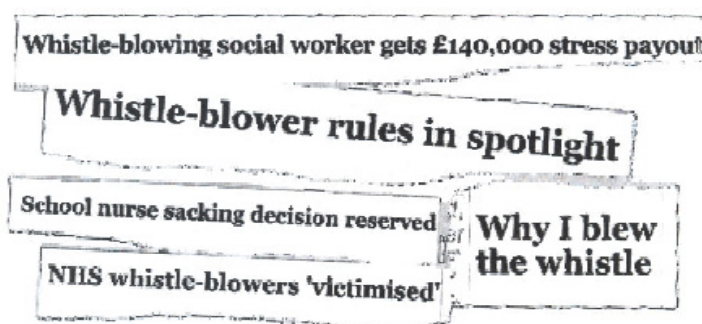 Whistle-blowing social worker gets £140,000 stress payout
Whistle-blower rules in spotlight
School nurse sacking decision reserved
Why I blew
the whistle
NHS whistle-blowers 'victimised'